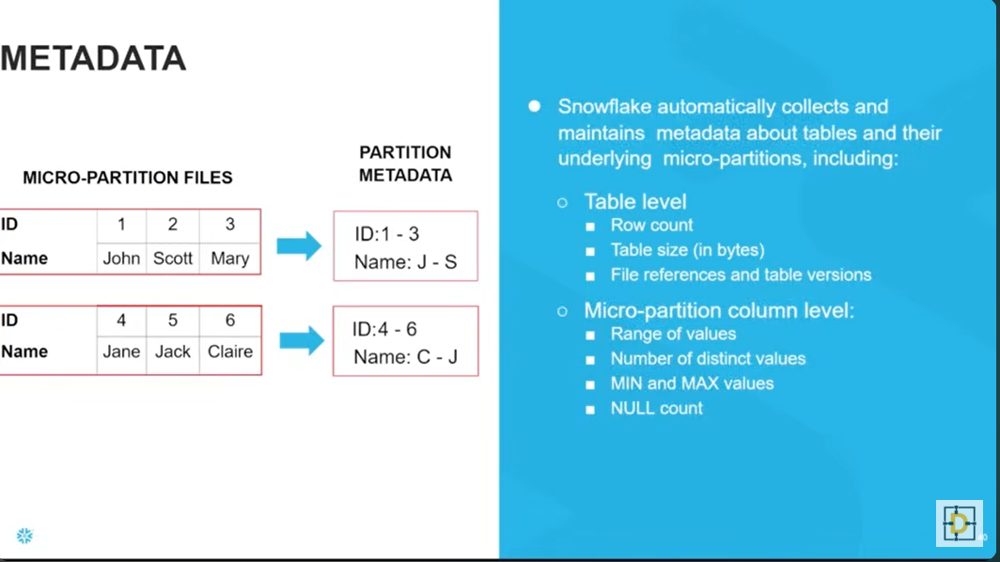 METADATA
MICRO-PARTITION FILES
PARTITION
METADATA
ID 1 2 3
Name John Scott Mary
ID:1 - 3
Name: J - S
ID 4 5 6
Name Jane Jack Claire
ID:4 - 6
Name: C - J
● Snowflake automatically collects and
maintains metadata about tables and their
underlying micro-partitions, including:
○ Table level
■ Row count
■ Table size (in bytes)
■ File references and table versions
○ Micro-partition column level:
■ Range of values
■ Number of distinct values
■ MIN and MAX values
■ NULL count
D